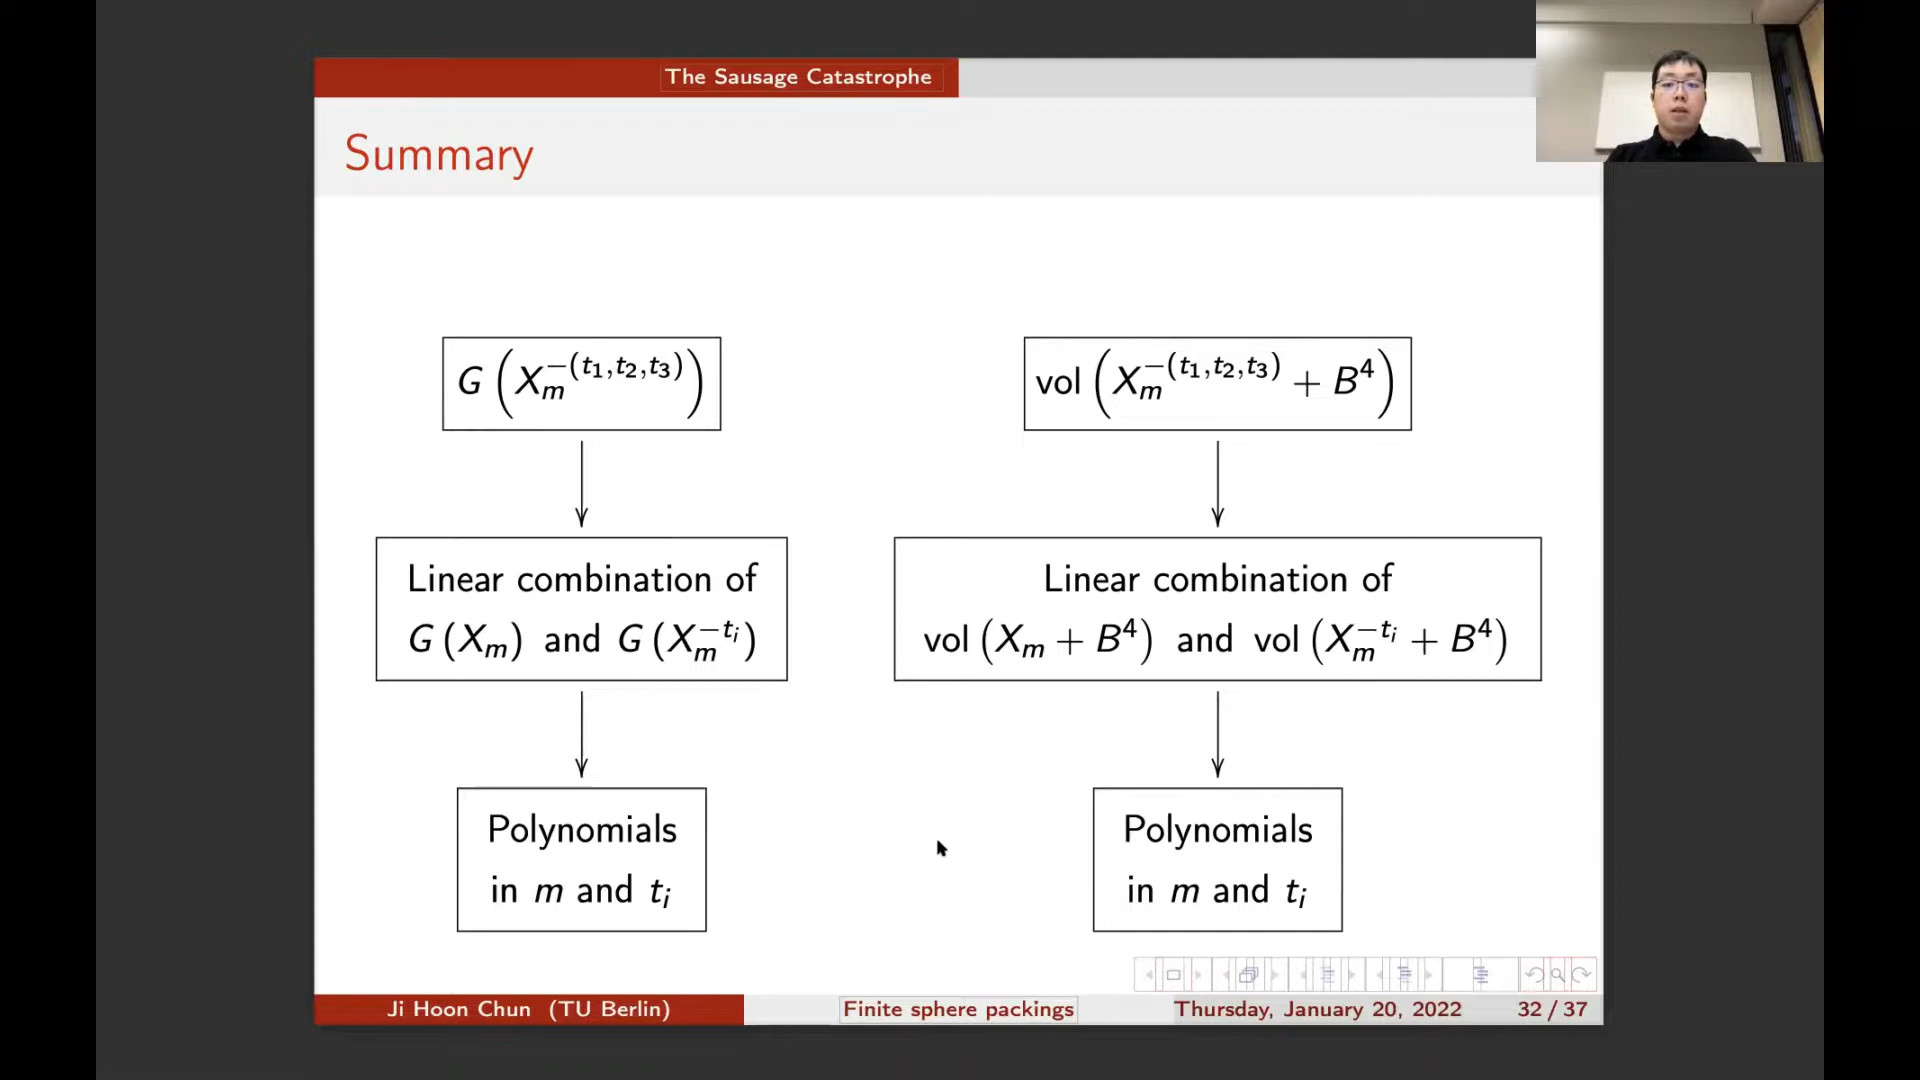 The Sausage Catastrophe
Summary
G (X_m^{-(t_1,t_2,t_3)})
vol (X_m^{-(t_1,t_2,t_3)} + B^4)
Linear combination of
G (X_m) and G (X_m^{-t_i})
Linear combination of
vol (X_m + B^4) and vol (X_m^{-t_i} + B^4)
Polynomials
in m and t_i
Polynomials
in m and t_i
Ji Hoon Chun (TU Berlin)
Finite sphere packings
Thursday, January 20, 2022
32 / 37